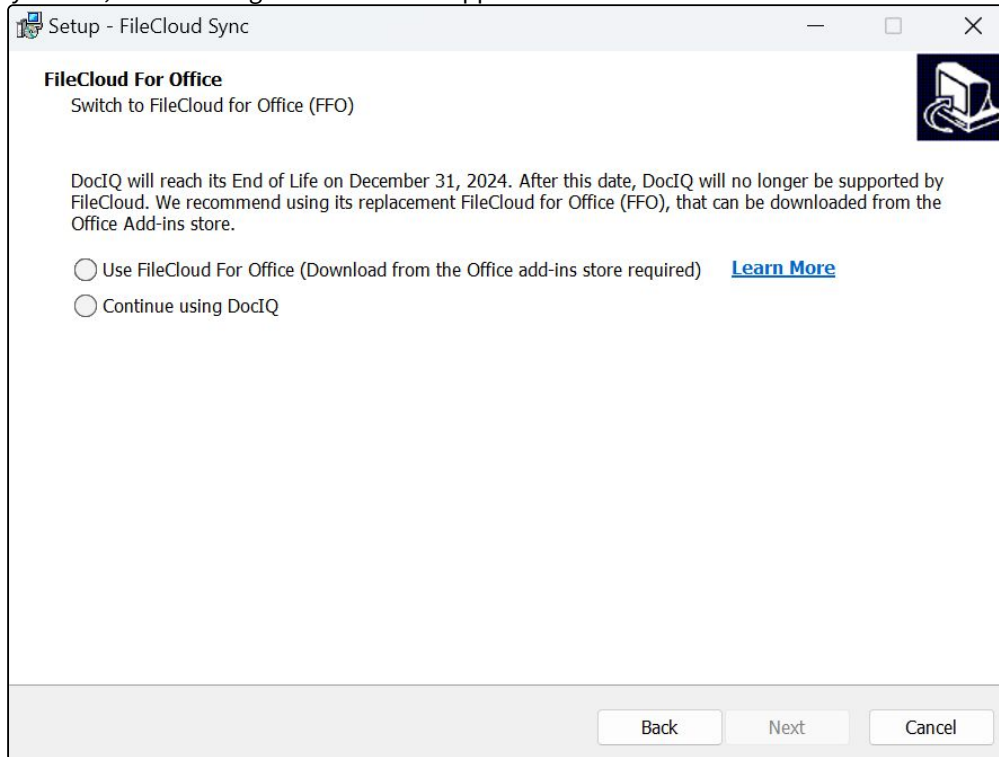 Setup - FileCloud Sync
FileCloud For Office
Switch to FileCloud for Office (FFO)
DocIQ will reach its End of Life on December 31, 2024. After this date, DocIQ will no longer be supported by
FileCloud. We recommend using its replacement FileCloud for Office (FFO), that can be downloaded from the
Office Add-ins store.
Use FileCloud For Office (Download from the Office add-ins store required) Learn More
Continue using DocIQ
Back Next Cancel